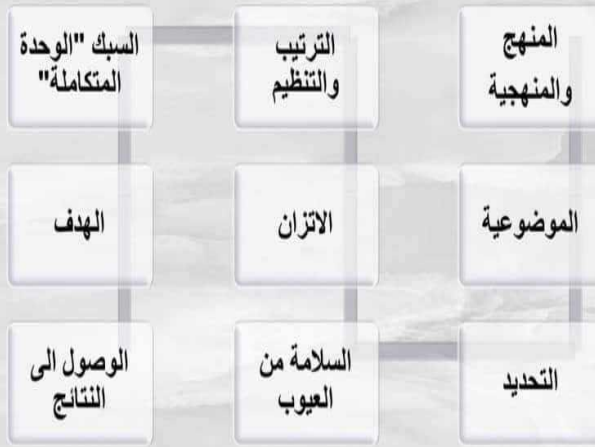 المنهج
والمنهجية
الموضوعية
التحديد
السلامة من
العيوب
الاتزان
الترتيب
والتنظيم
السبك "الوحدة
المتكاملة"
الهدف
الوصول الى
النتائج